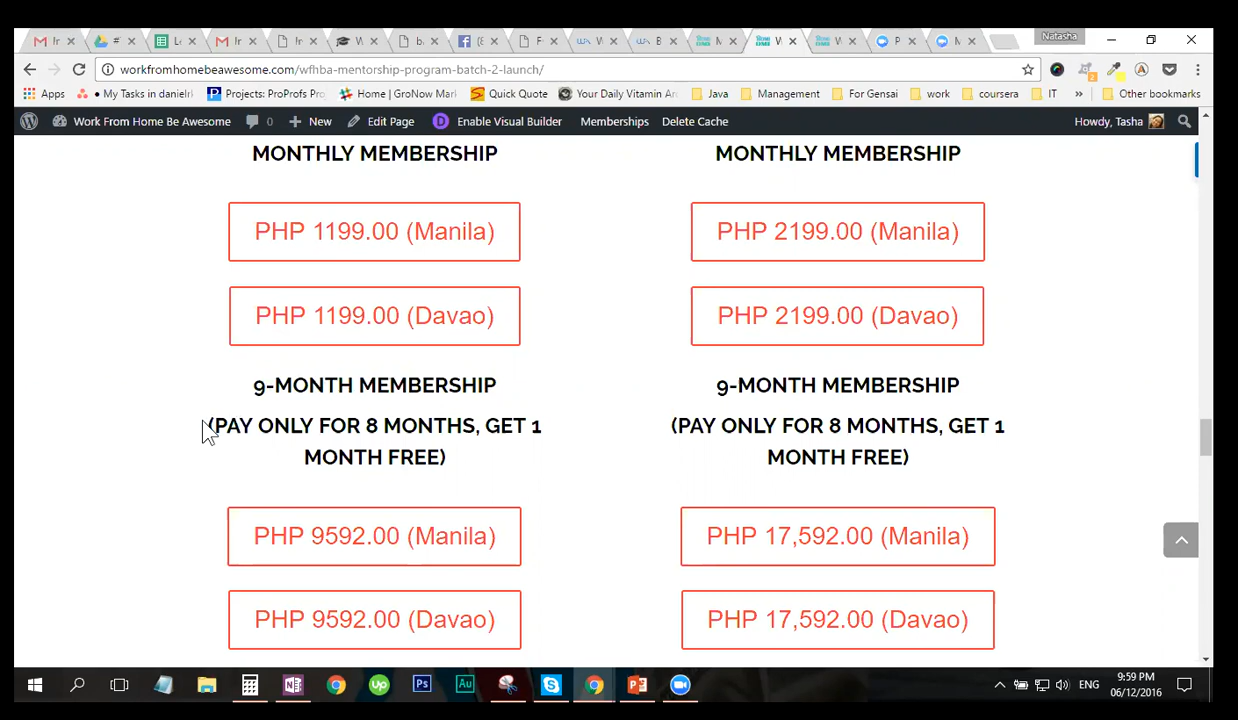 Natasha
workfromhomebeawesome.com/wfhba-mentorship-program-batch-2-launch/
Apps
My Tasks in danielri
Projects: ProProfs Pro
Home | GroNow Mark
Quick Quote
Your Daily Vitamin An
Java
Management
For Gensai
work
coursera
IT
»
Other bookmarks
Work From Home Be Awesome
0
New
Edit Page
Enable Visual Builder
Memberships
Delete Cache
Howdy, Tasha
MONTHLY MEMBERSHIP
PHP 1199.00 (Manila)
PHP 1199.00 (Davao)
9-MONTH MEMBERSHIP
(PAY ONLY FOR 8 MONTHS, GET 1
MONTH FREE)
PHP 9592.00 (Manila)
PHP 9592.00 (Davao)
MONTHLY MEMBERSHIP
PHP 2199.00 (Manila)
PHP 2199.00 (Davao)
9-MONTH MEMBERSHIP
(PAY ONLY FOR 8 MONTHS, GET 1
MONTH FREE)
PHP 17,592.00 (Manila)
PHP 17,592.00 (Davao)
Up
Ps
Au
ENG
9:59 PM
06/12/2016